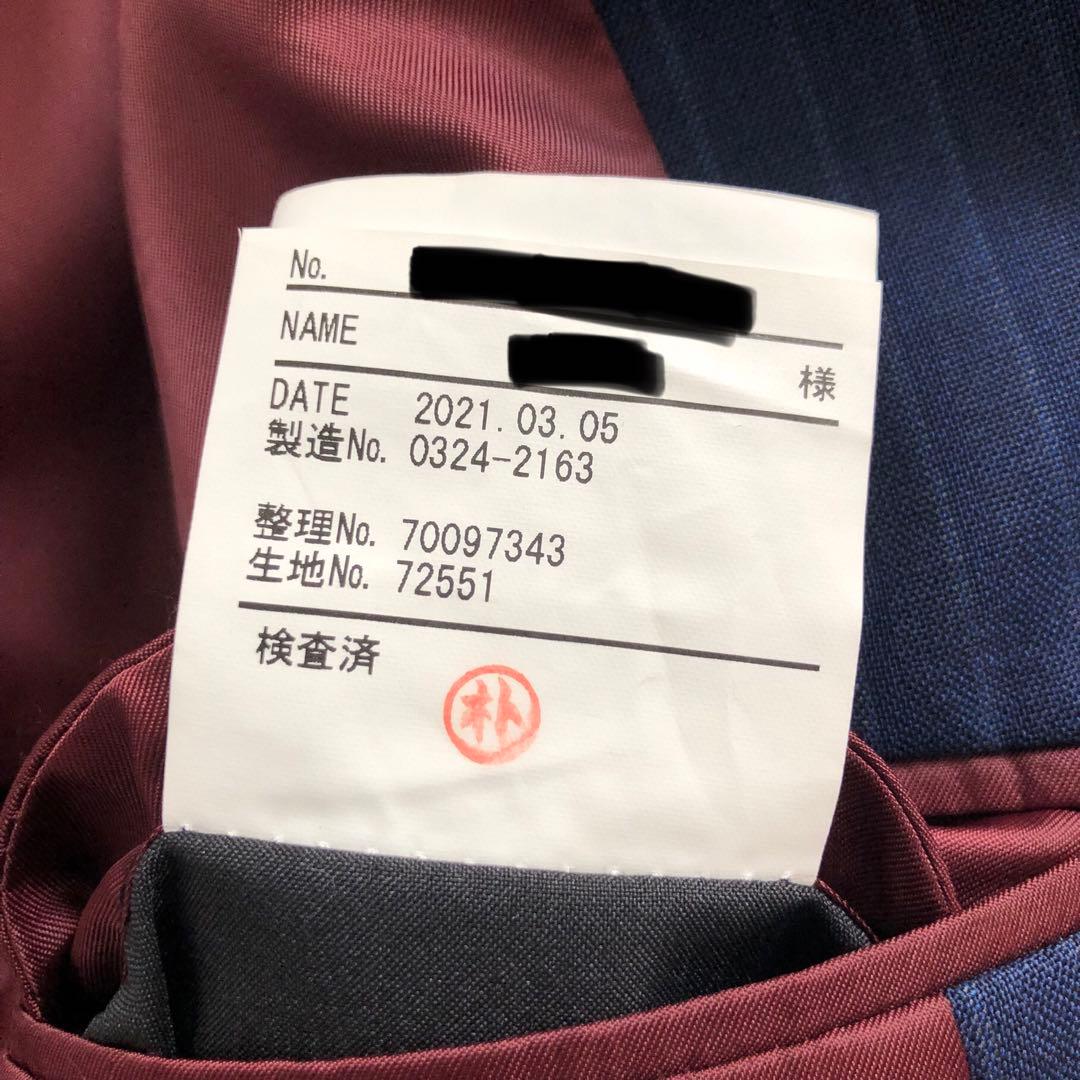 No.
NAME 様
DATE 2021.03.05
製造No. 0324-2163
整理No. 70097343
生地No. 72551
検査済
朴